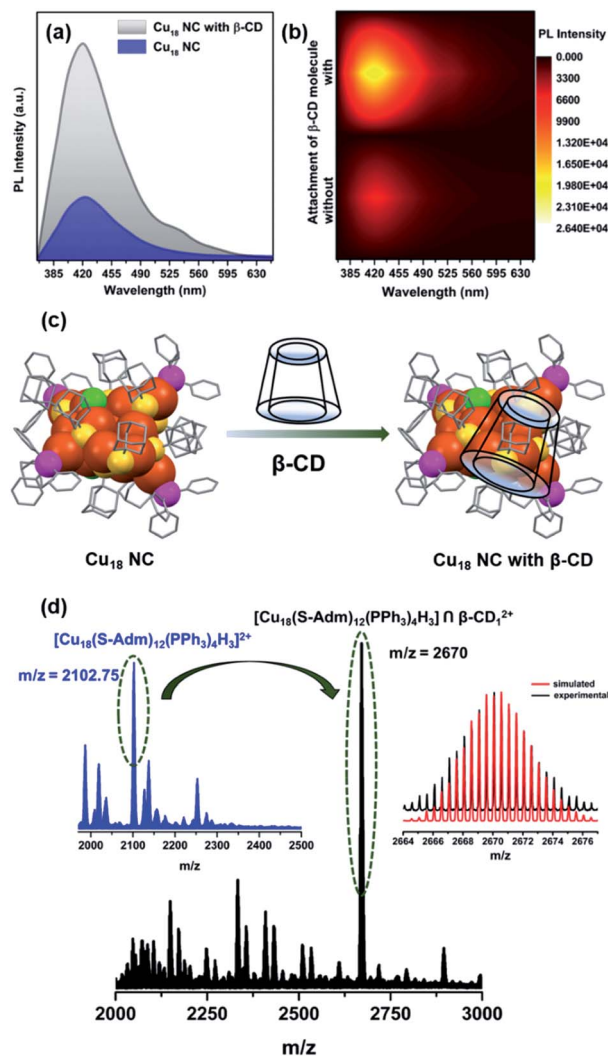 (a)
Cu₁₈ NC with β-CD
Cu₁₈ NC
PL Intensity (a.u.)
385 420 455 490 525 560 595 630
Wavelength (nm)
(b)
Attachment of β-CD molecule
with
without
385 420 455 490 525 560 595 630
Wavelength (nm)
PL Intensity
0.000
3300
6600
9900
1.320E+04
1.650E+04
1.980E+04
2.310E+04
2.640E+04
(c)
β-CD
Cu₁₈ NC
Cu₁₈ NC with β-CD
(d)
[Cu₁₈(S-Adm)₁₂(PPh₃)₄H₃]²⁺
m/z = 2102.75
[Cu₁₈(S-Adm)₁₂(PPh₃)₄H₃] ∩ β-CD₁²⁺
m/z = 2670
simulated
experimental
2000 2100 2200 2300 2400 2500
m/z
2664 2666 2668 2670 2672 2674 2676
m/z
2000 2250 2500 2750 3000
m/z